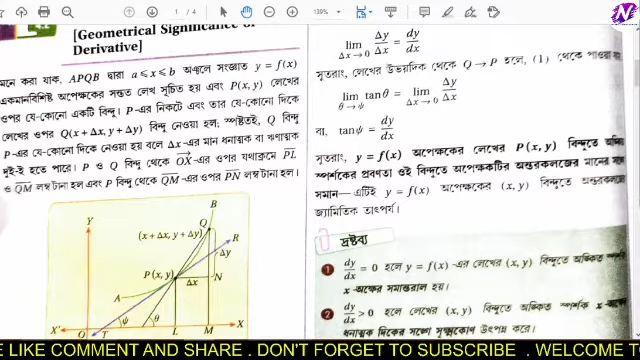 1 / 4
139%
[Geometrical Significance of
Derivative]
মনে করা যাক, APQB দ্বারা a ⩽ x ⩽ b অঞ্চলে সংজ্ঞাত y = f(x)
একমানবিশিষ্ট অপেক্ষকের সন্তত লেখ সূচিত হয় এবং P(x, y) লেখের
ওপর যে-কোনো একটি বিন্দু। P-এর নিকটে এবং তার যে-কোনো দিকে
লেখের ওপর Q(x + Δx, y + Δy) বিন্দু নেওয়া হল; স্পষ্টতই, Q বিন্দু
P-এর যে-কোনো দিকে নেওয়া হয় বলে Δx-এর মান ধনাত্মক বা ঋণাত্মক
দুই-ই হতে পারে। P ও Q বিন্দু থেকে OX-এর ওপর যথাক্রমে PL
ও QM লম্ব টানা হল এবং P বিন্দু থেকে QM-এর ওপর PN লম্ব টানা হল।
Y
B
Q
(x + Δx, y + Δy)
R
Δy
P(x, y)
N
Δx
A
ψ
θ
X'
O
T
L
M
X
lim Δx→0 Δy/Δx = dy/dx
সুতরাং, লেখের উভয়দিক থেকে Q → P হলে, (1) থেকে পাওয়া যায়
lim θ→ψ tanθ = lim Δx→0 Δy/Δx
বা, tanψ = dy/dx
সুতরাং, y = f(x) অপেক্ষকের লেখের P(x, y) বিন্দুতে
স্পর্শকের প্রবণতা ওই বিন্দুতে অপেক্ষকটির অন্তরকলজের মানের
সমান—এটিই y = f(x) অপেক্ষকের (x, y) বিন্দুতে অন্তরকলজের
জ্যামিতিক তাৎপর্য।
দ্রষ্টব্য
1 dy/dx = 0 হলে y = f(x)-এর লেখের (x, y) বিন্দুতে অঙ্কিত
x-অক্ষের সমান্তরাল হয়।
2 dy/dx > 0 হলে লেখের (x, y) বিন্দুতে অঙ্কিত স্পর্শক x-অক্ষের
ধনাত্মক দিকের সঙ্গে সূক্ষ্মকোণ উৎপন্ন করে।
E LIKE COMMENT AND SHARE . DON'T FORGET TO SUBSCRIBE . WELCOME T